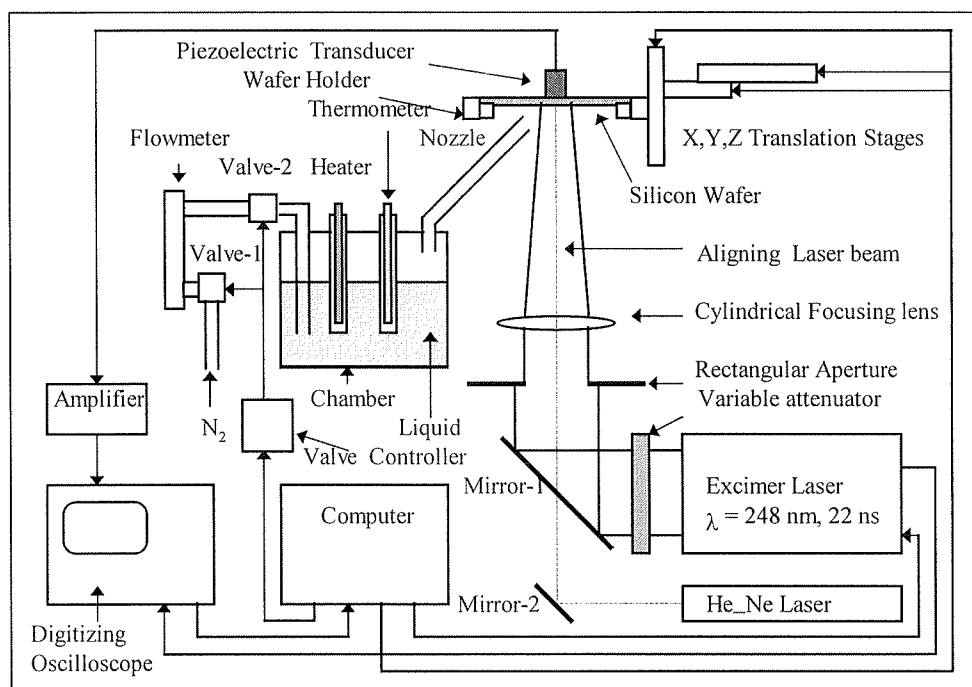 Piezoelectric Transducer
Wafer Holder
Thermometer
Nozzle
Flowmeter
Valve-2
Heater
X,Y,Z Translation Stages
Silicon Wafer
Valve-1
Aligning Laser beam
Cylindrical Focusing lens
Rectangular Aperture
Variable attenuator
Chamber
Amplifier
N2
Liquid
Valve Controller
Mirror-1
Excimer Laser
λ = 248 nm, 22 ns
Computer
Mirror-2
He_Ne Laser
Digitizing
Oscilloscope